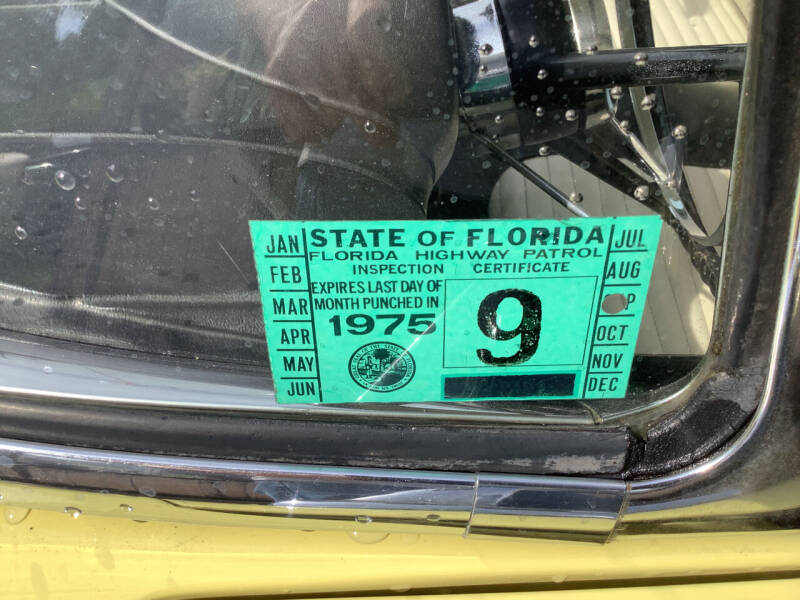 JAN
FEB
MAR
APR
MAY
JUN
STATE OF FLORIDA
FLORIDA HIGHWAY PATROL
INSPECTION CERTIFICATE
EXPIRES LAST DAY OF
MONTH PUNCHED IN
1975
9
JUL
AUG
P
OCT
NOV
DEC